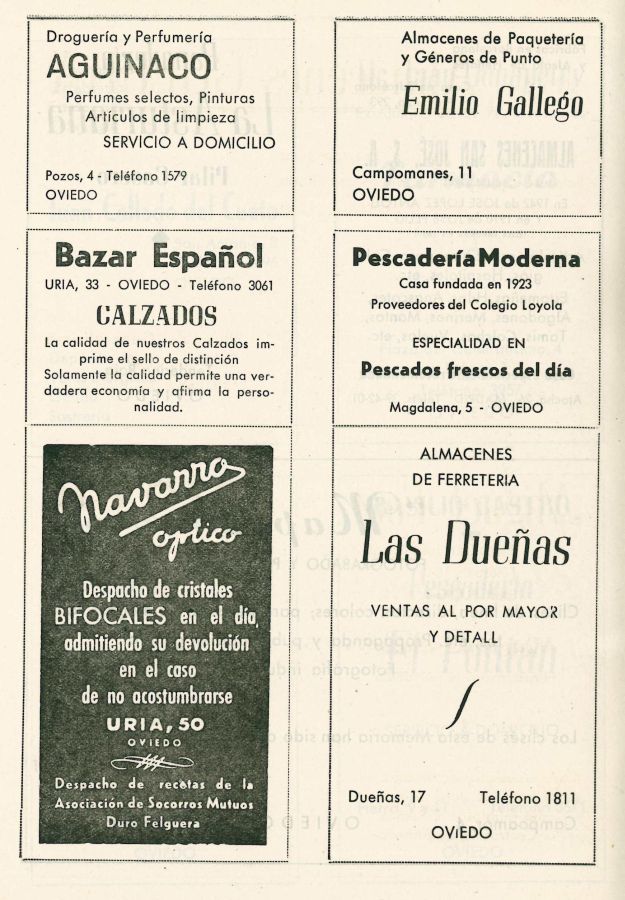 Droguería y Perfumería
AGUINACO
Perfumes selectos, Pinturas
Artículos de limpieza
SERVICIO A DOMICILIO
Pozos, 4 - Teléfono 1579
OVIEDO
Almacenes de Paquetería
y Géneros de Punto
Emilio Gallego
Campomanes, 11
OVIEDO
Bazar Español
URIA, 33 - OVIEDO - Teléfono 3061
CALZADOS
La calidad de nuestros Calzados im-
prime el sello de distinción
Solamente la calidad permite una ver-
dadera economía y afirma la perso-
nalidad.
Pescadería Moderna
Casa fundada en 1923
Proveedores del Colegio Loyola
ESPECIALIDAD EN
Pescados frescos del día
Magdalena, 5 - OVIEDO
Navarro
optico
Despacho de cristales
BIFOCALES en el día,
admitiendo su devolución
en el caso
de no acostumbrarse
URIA, 50
OVIEDO
Despacho de recetas de la
Asociación de Socorros Mutuos
Duro Felguera
ALMACENES
DE FERRETERIA
Las Dueñas
VENTAS AL POR MAYOR
Y DETALL
Dueñas, 17 Teléfono 1811
OVIEDO